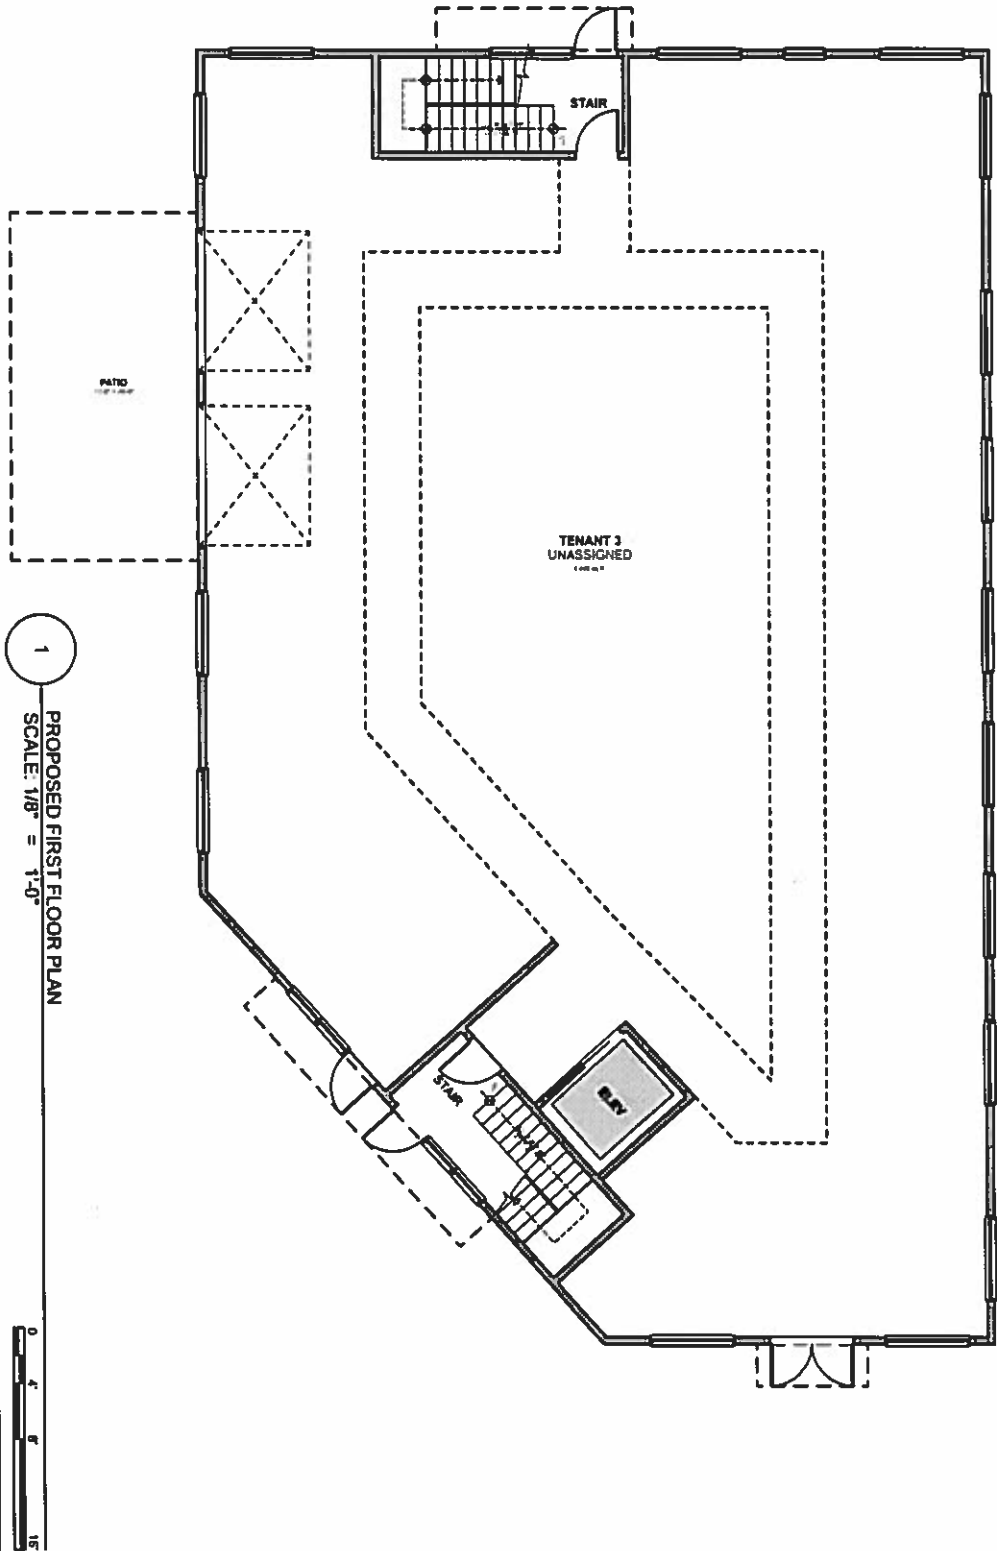 STAIR
PATIO
TENANT 3
UNASSIGNED
ELEV
STAIR
1
PROPOSED FIRST FLOOR PLAN
SCALE: 1/8" = 1'-0"
0 4' 8' 16'